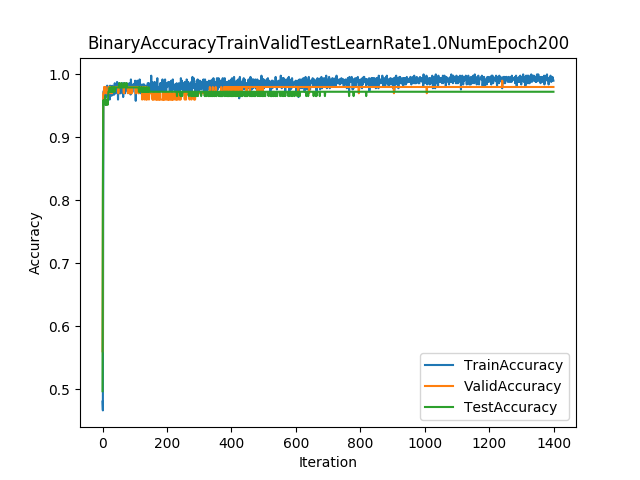 BinaryAccuracyTrainValidTestLearnRate1.0NumEpoch200
1.0
0.9
0.8
0.7
0.6
0.5
Accuracy
TrainAccuracy
ValidAccuracy
TestAccuracy
0 200 400 600 800 1000 1200 1400
Iteration